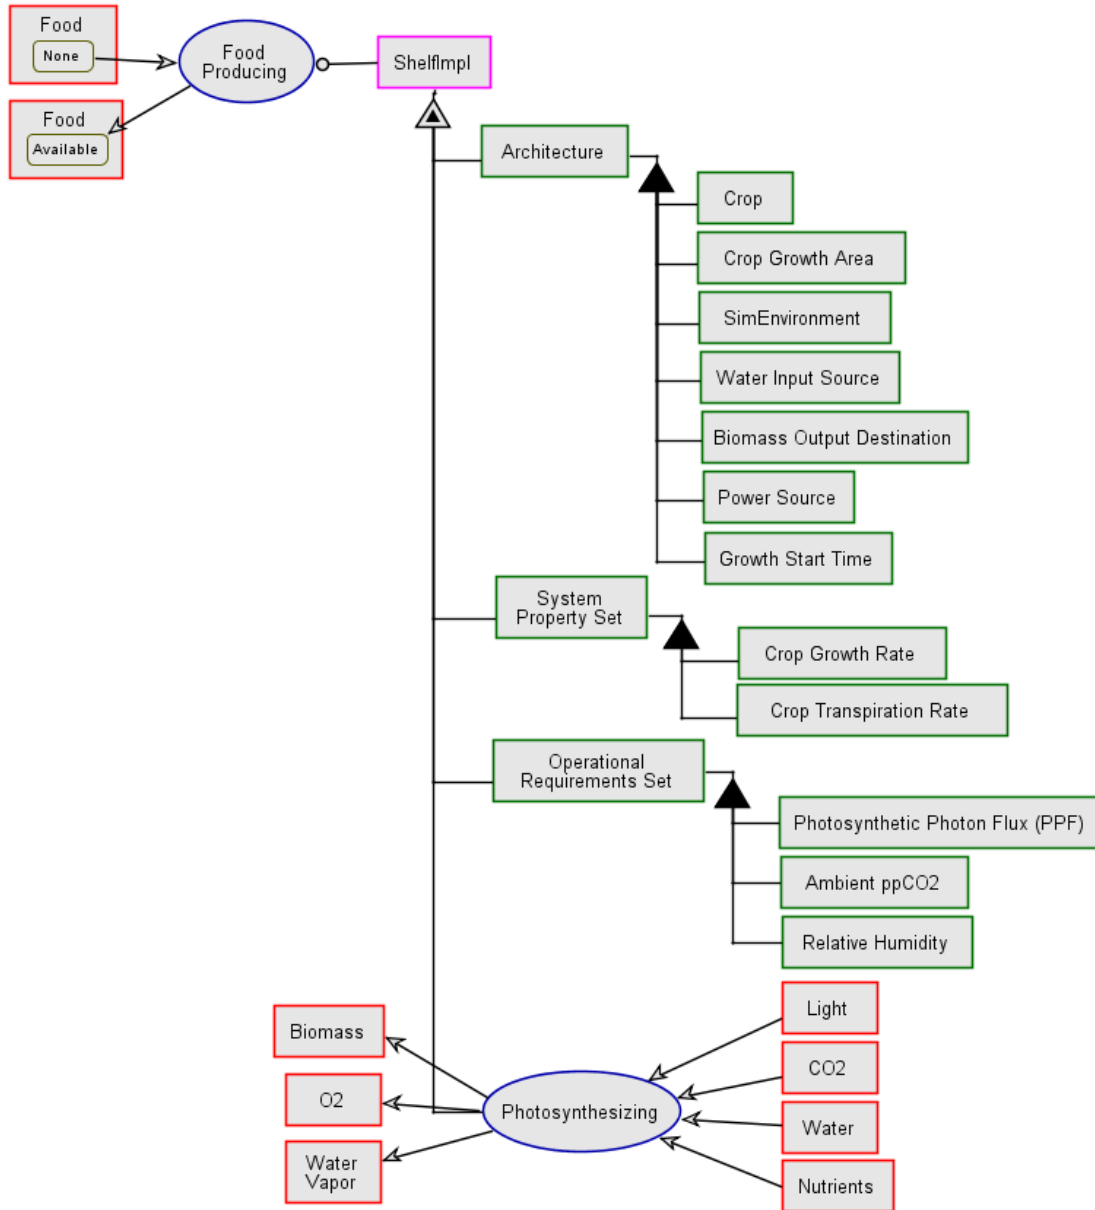 Food
None
Food
Producing
ShelfImpl
Food
Available
Architecture
Crop
Crop Growth Area
SimEnvironment
Water Input Source
Biomass Output Destination
Power Source
Growth Start Time
System
Property Set
Crop Growth Rate
Crop Transpiration Rate
Operational
Requirements Set
Photosynthetic Photon Flux (PPF)
Ambient ppCO2
Relative Humidity
Light
Biomass
CO2
O2
Photosynthesizing
Water
Water
Vapor
Nutrients